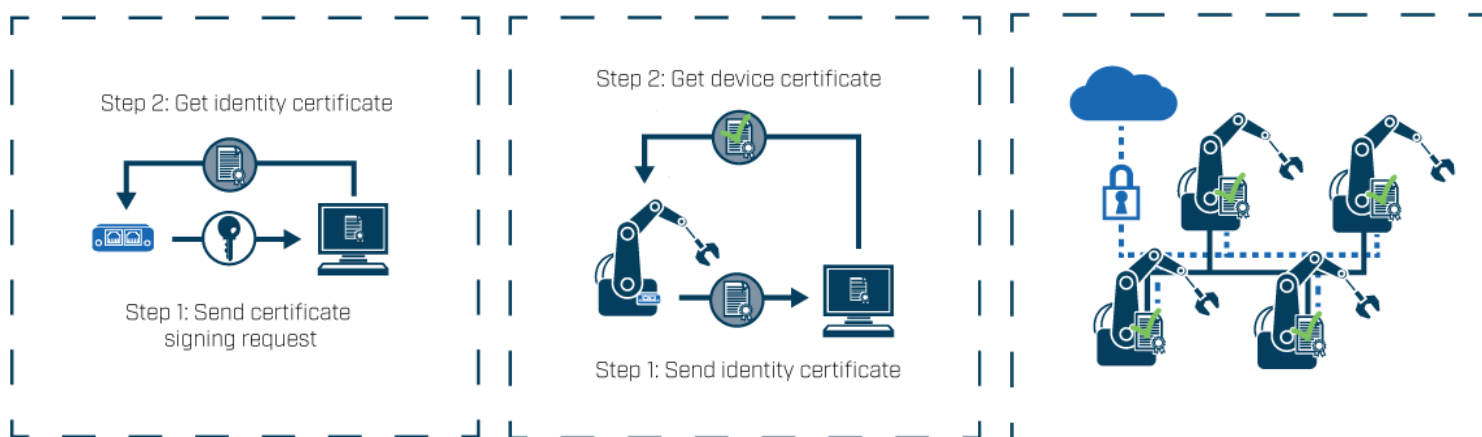 Step 2: Get identity certificate
Step 1: Send certificate
signing request
Step 2: Get device certificate
Step 1: Send identity certificate